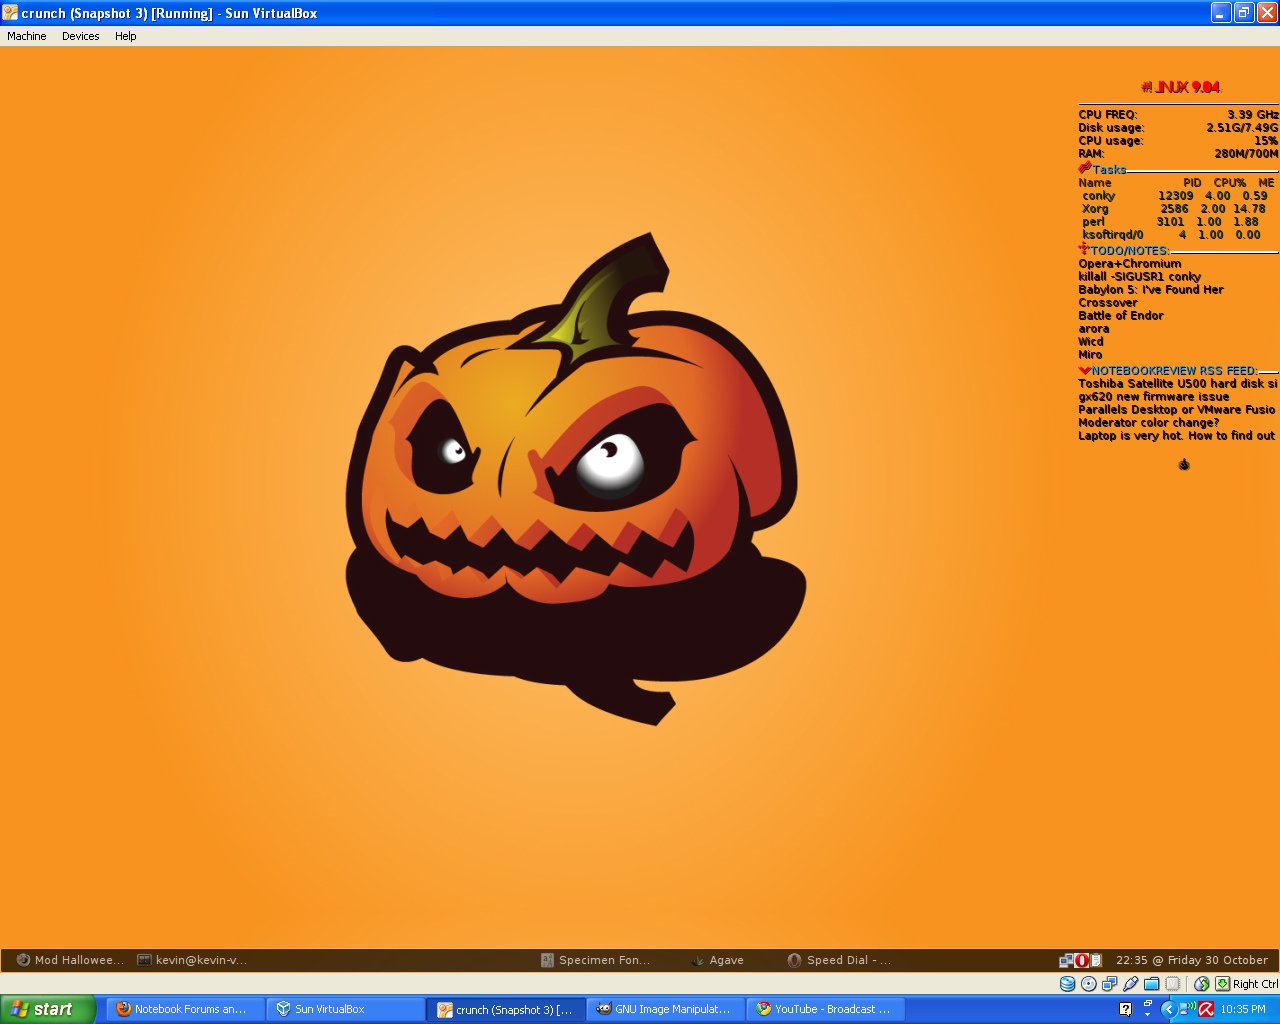 crunch (Snapshot 3) [Running] - Sun VirtualBox
Machine Devices Help
#!LINUX 9.04
CPU FREQ: 3.39 GHz
Disk usage: 2.51G/7.49G
CPU usage: 15%
RAM: 280M/700M
Tasks
Name PID CPU% ME
conky 12309 4.00 0.59
Xorg 2586 2.00 14.78
perl 3101 1.00 1.88
ksoftirqd/0 4 1.00 0.00
TODO/NOTES:
Opera+Chromium
killall -SIGUSR1 conky
Babylon 5: I've Found Her
Crossover
Battle of Endor
arora
Wicd
Miro
NOTEBOOKREVIEW RSS FEED:
Toshiba Satellite U500 hard disk si
gx620 new firmware issue
Parallels Desktop or VMware Fusio
Moderator color change?
Laptop is very hot. How to find out
Mod Hallowee... kevin@kevin-v... Specimen Fon... Agave Speed Dial - ... 22:35 @ Friday 30 October
Right Ctrl
start Notebook Forums an... Sun VirtualBox crunch (Snapshot 3) [... GNU Image Manipulat... YouTube - Broadcast ... 10:35 PM